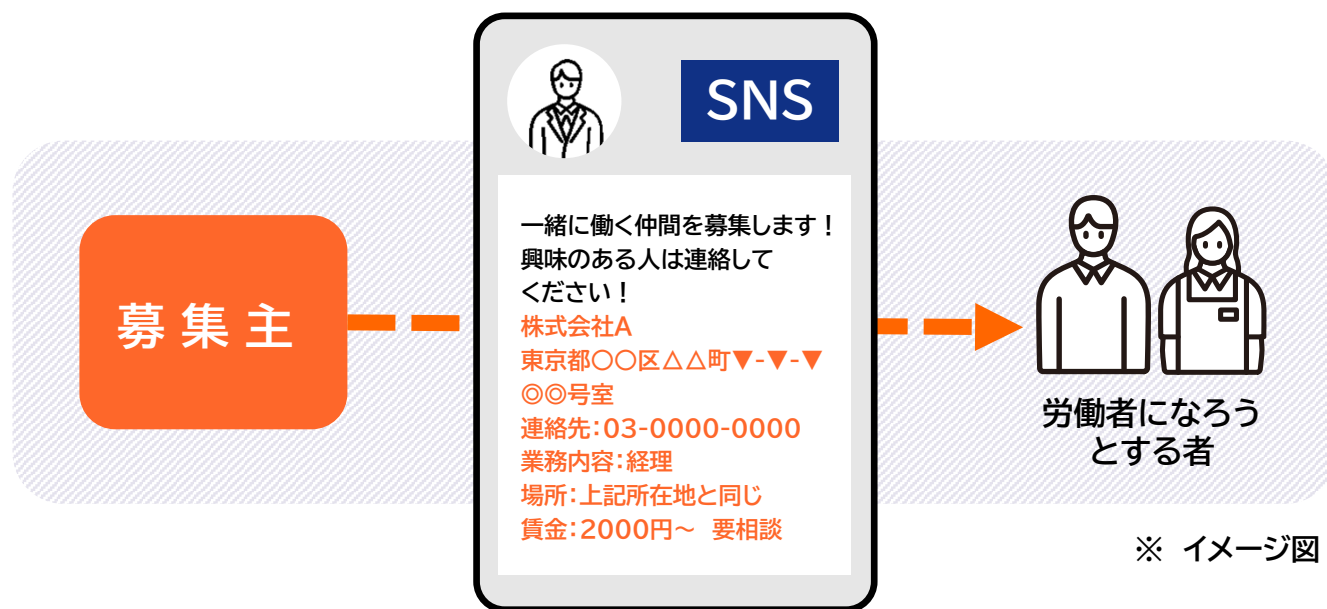 SNS
募集主
一緒に働く仲間を募集します！
興味のある人は連絡して
ください！
株式会社A
東京都〇〇区△△町▼-▼-▼
◎◎号室
連絡先：03-0000-0000
業務内容：経理
場所：上記所在地と同じ
賃金：2000円～　要相談
労働者になろう
とする者
※　イメージ図